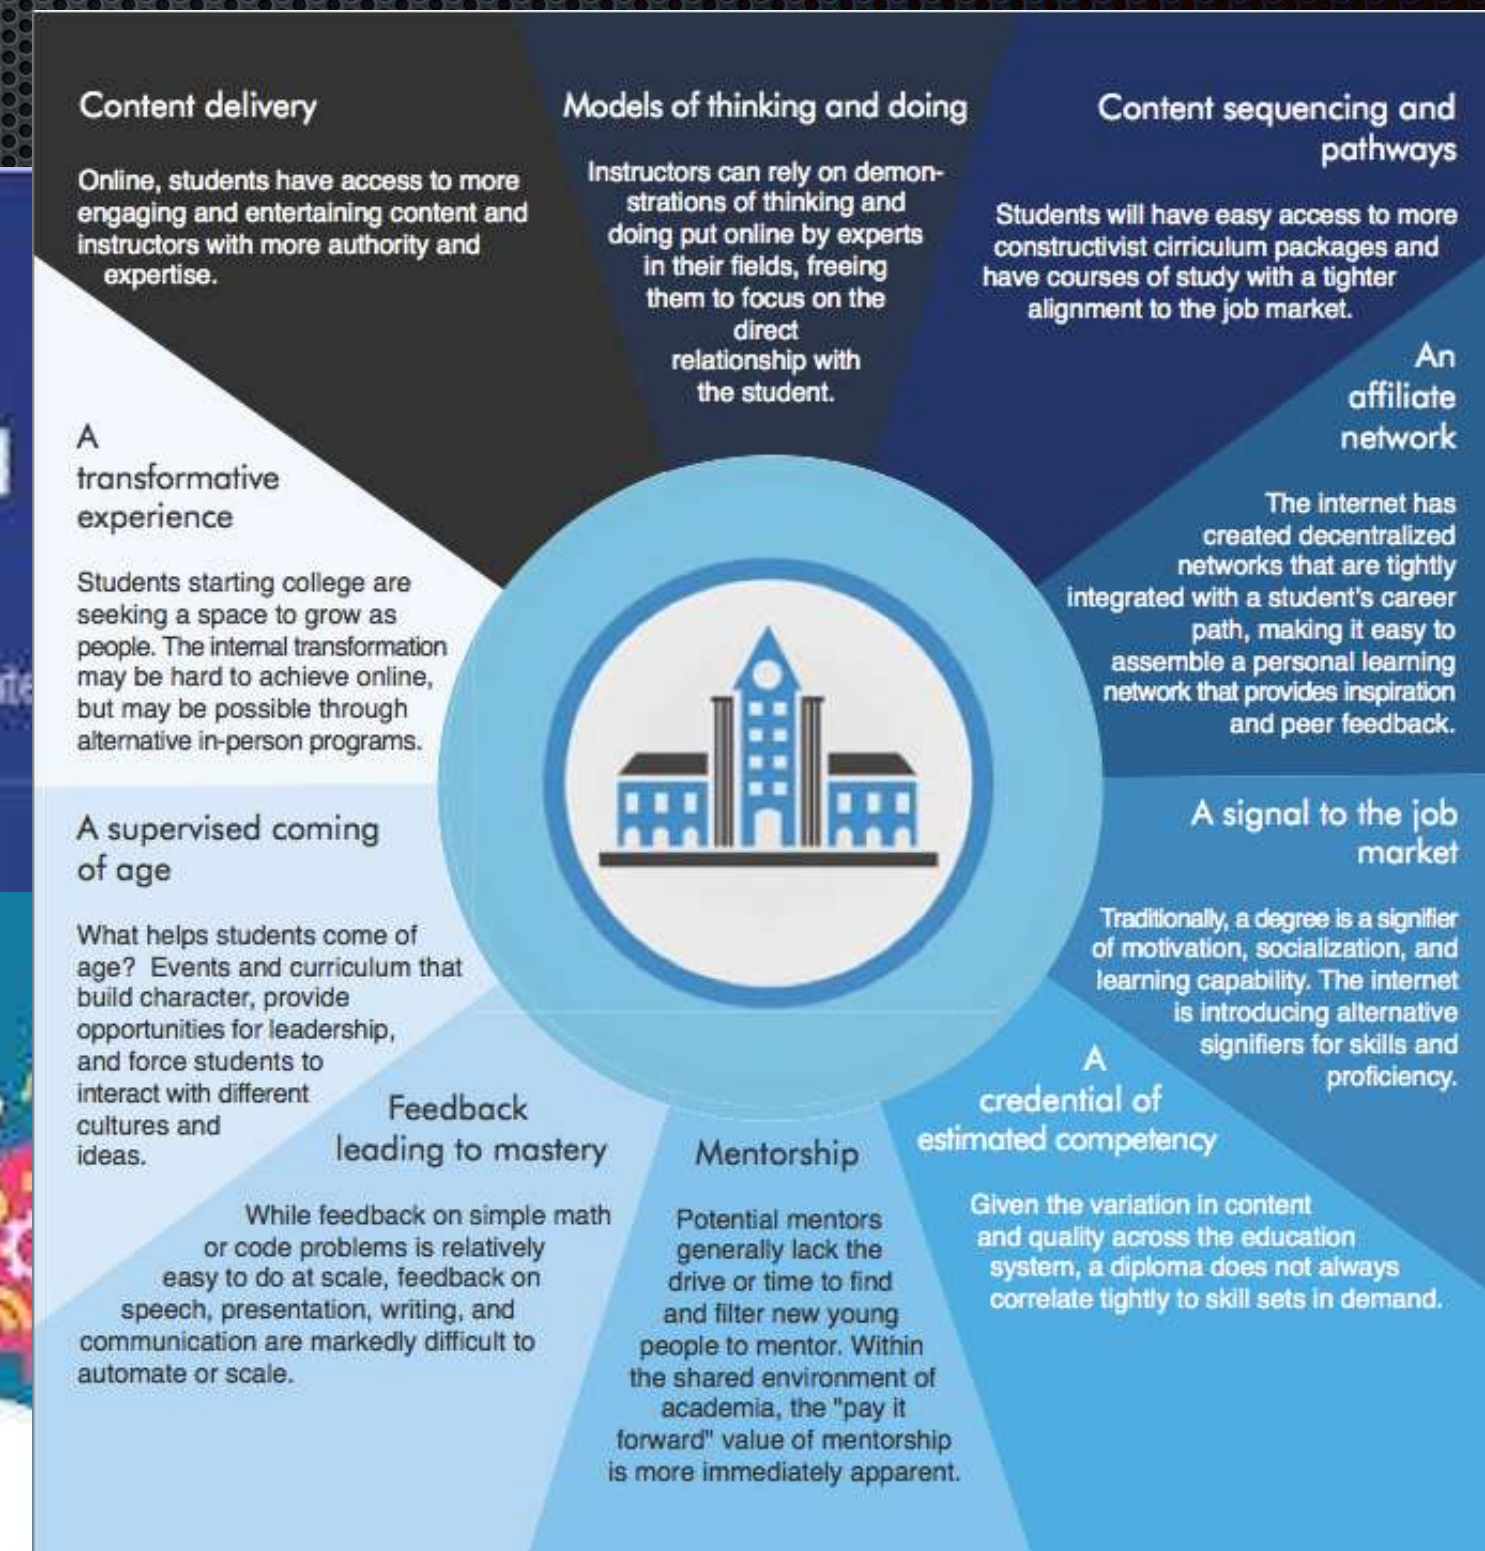 Content delivery
Online, students have access to more
engaging and entertaining content and
instructors with more authority and
expertise.
Models of thinking and doing
Instructors can rely on demon-
strations of thinking and
doing put online by experts
in their fields, freeing
them to focus on the
direct
relationship with
the student.
Content sequencing and
pathways
Students will have easy access to more
constructivist cirriculum packages and
have courses of study with a tighter
alignment to the job market.
An
affiliate
network
The internet has
created decentralized
networks that are tightly
integrated with a student's career
path, making it easy to
assemble a personal learning
network that provides inspiration
and peer feedback.
A signal to the job
market
Traditionally, a degree is a signifier
of motivation, socialization, and
learning capability. The internet
is introducing alternative
signifiers for skills and
proficiency.
A
credential of
estimated competency
Given the variation in content
and quality across the education
system, a diploma does not always
correlate tightly to skill sets in demand.
Mentorship
Potential mentors
generally lack the
drive or time to find
and filter new young
people to mentor. Within
the shared environment of
academia, the "pay it
forward" value of mentorship
is more immediately apparent.
Feedback
leading to mastery
While feedback on simple math
or code problems is relatively
easy to do at scale, feedback on
speech, presentation, writing, and
communication are markedly difficult to
automate or scale.
A supervised coming
of age
What helps students come of
age?  Events and curriculum that
build character, provide
opportunities for leadership,
and force students to
interact with different
cultures and
ideas.
A
transformative
experience
Students starting college are
seeking a space to grow as
people. The internal transformation
may be hard to achieve online,
but may be possible through
alternative in-person programs.